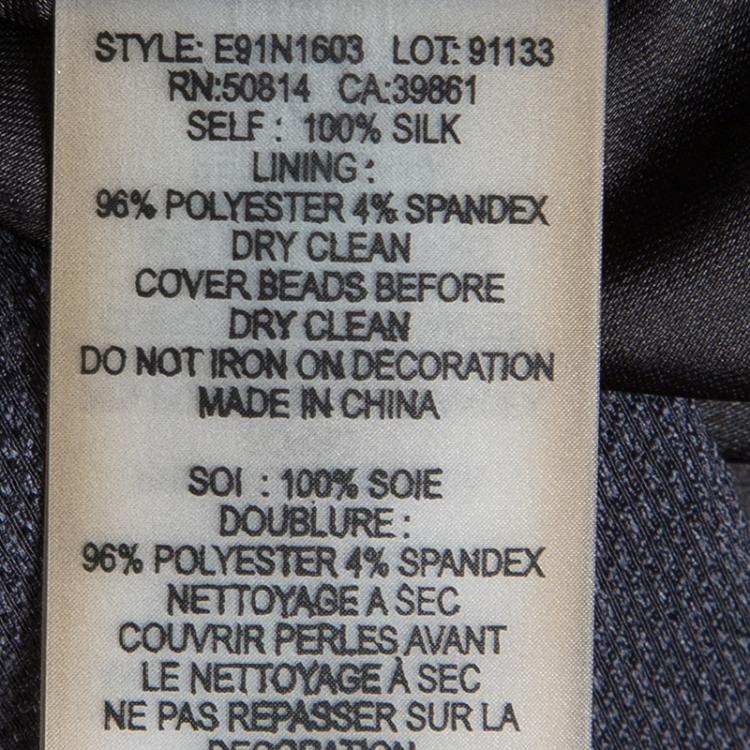 STYLE: E91N1603 LOT: 91133
RN:50814 CA:39861
SELF : 100% SILK
LINING :
96% POLYESTER 4% SPANDEX
DRY CLEAN
COVER BEADS BEFORE
DRY CLEAN
DO NOT IRON ON DECORATION
MADE IN CHINA
SOI : 100% SOIE
DOUBLURE :
96% POLYESTER 4% SPANDEX
NETTOYAGE A SEC
COUVRIR PERLES AVANT
LE NETTOYAGE À SEC
NE PAS REPASSER SUR LA
DECORATION